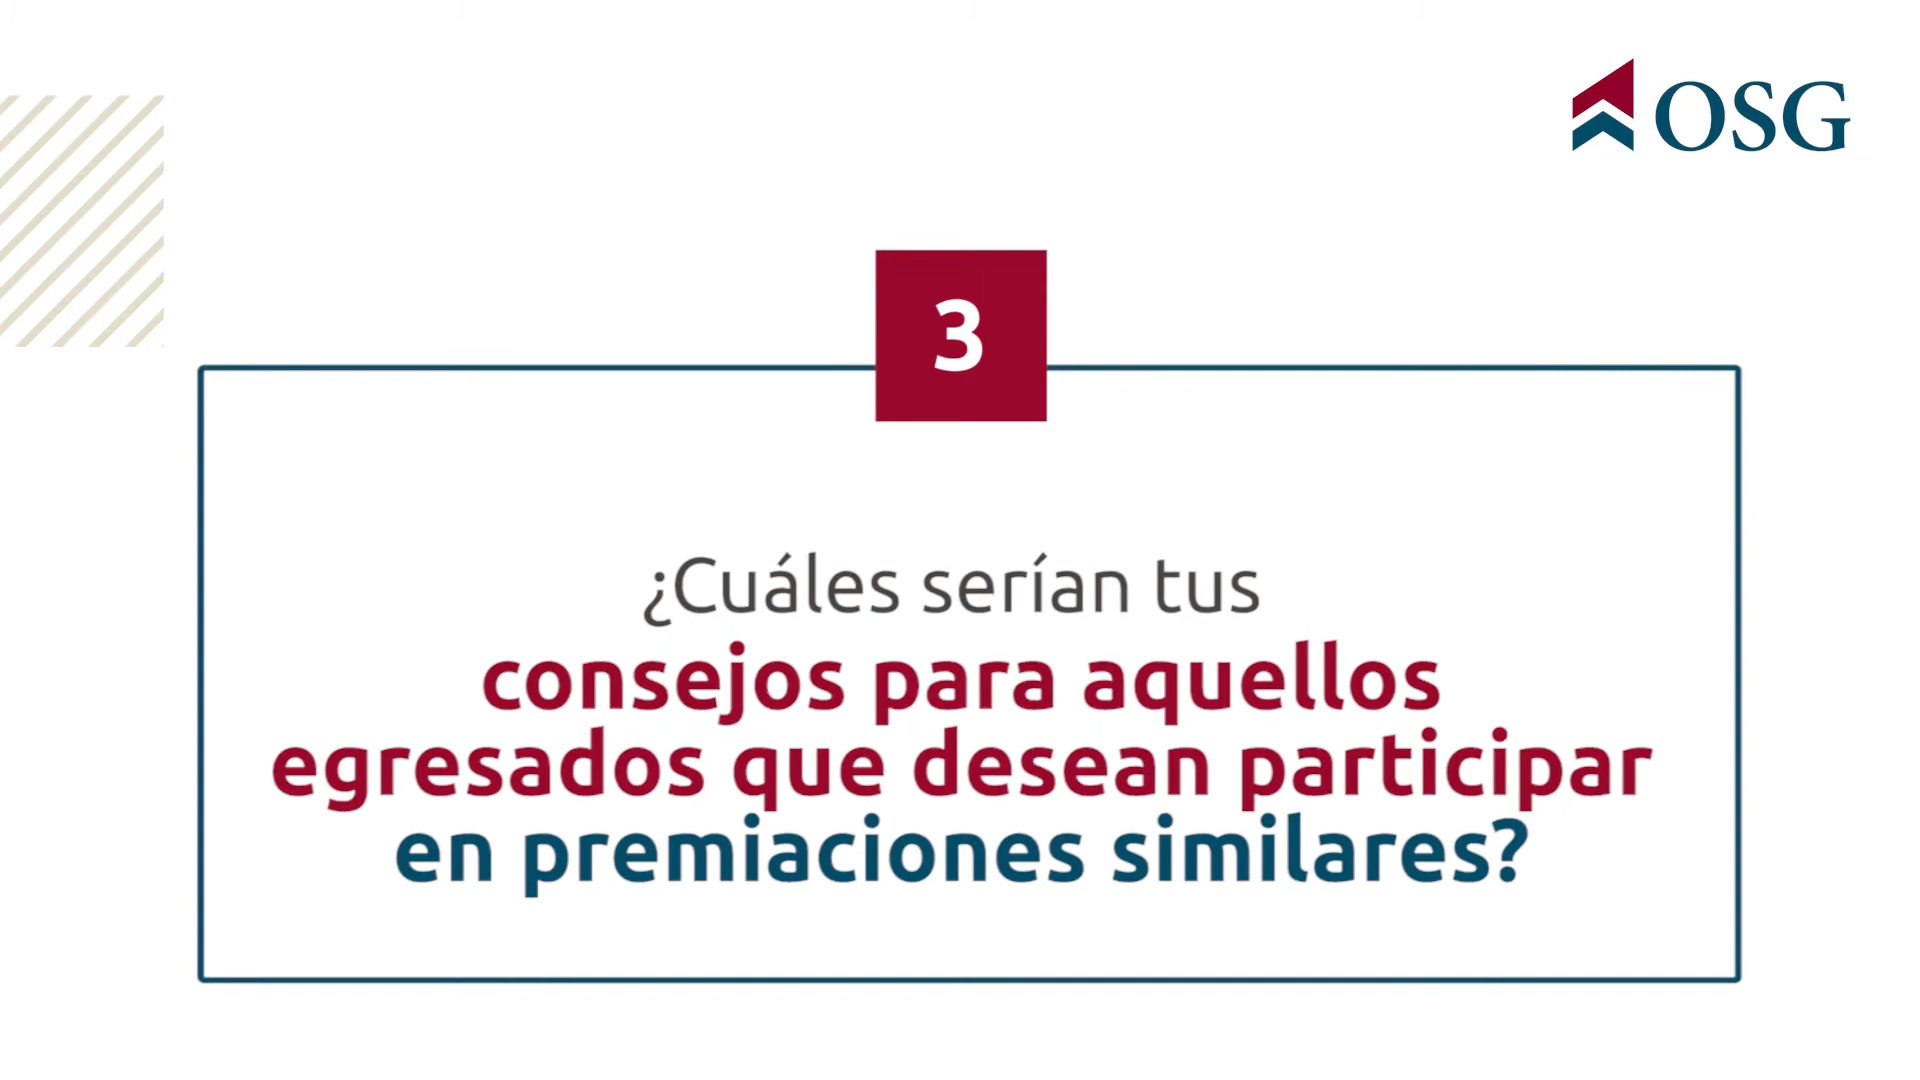 OSG
3
¿Cuáles serían tus
consejos para aquellos
egresados que desean participar
en premiaciones similares?